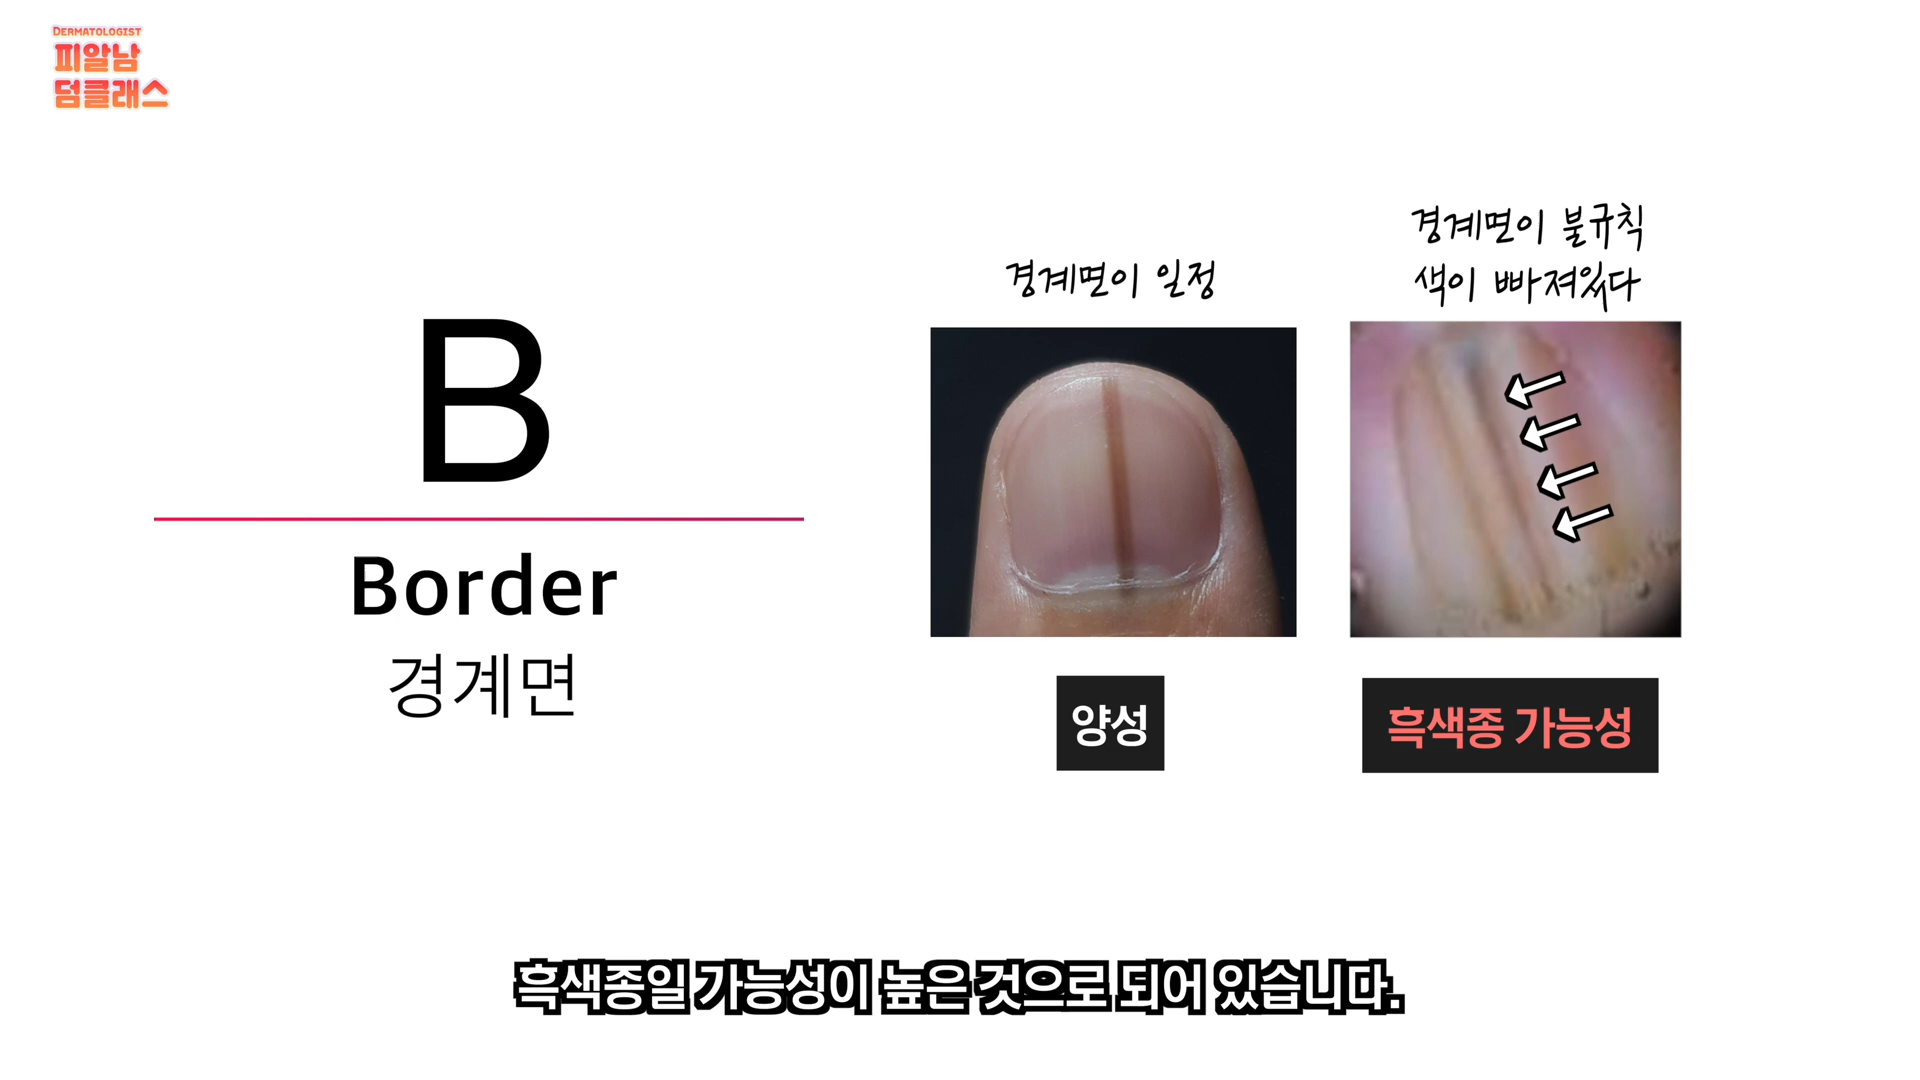 DERMATOLOGIST
피알남
덤클래스
B
Border
경계면
경계면이 일정
양성
경계면이 불규칙
색이 빠져있다
흑색종 가능성
흑색종일 가능성이 높은 것으로 되어 있습니다.